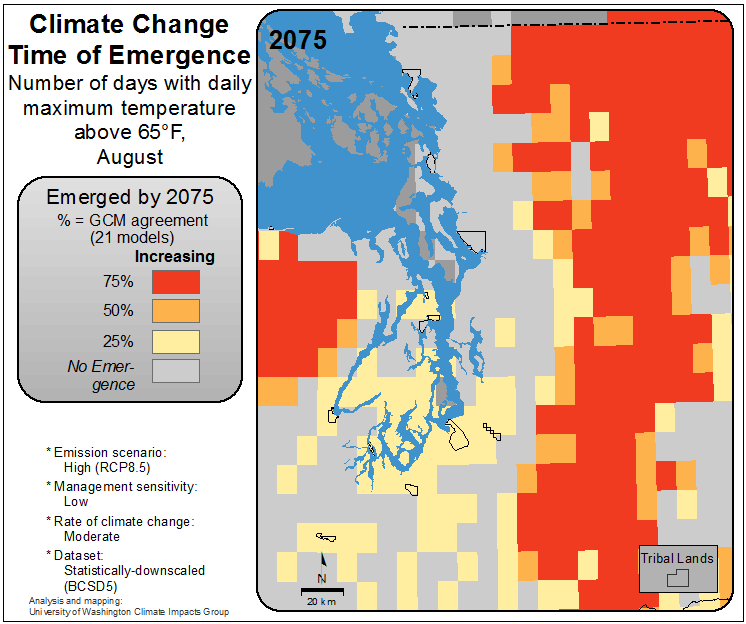 Climate Change
Time of Emergence
Number of days with daily
maximum temperature
above 65°F,
August
Emerged by 2075
% = GCM agreement
(21 models)
Increasing
75%
50%
25%
No Emer-
gence
* Emission scenario:
High (RCP8.5)
* Management sensitivity:
Low
* Rate of climate change:
Moderate
* Dataset:
Statistically-downscaled
(BCSD5)
Analysis and mapping:
University of Washington Climate Impacts Group
2075
N
20 km
Tribal Lands